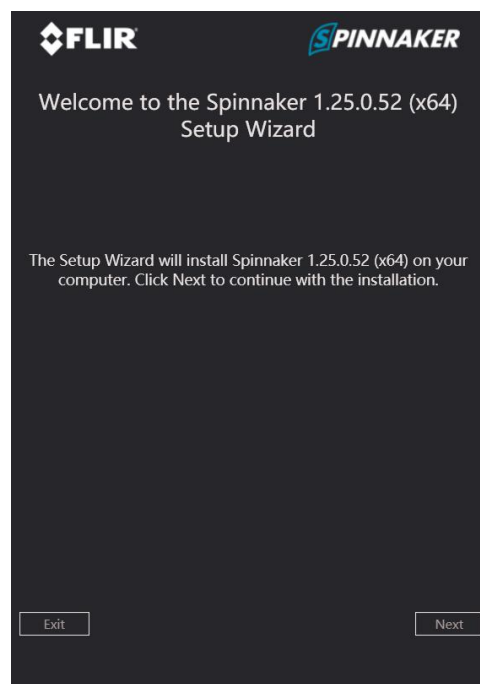 FLIR
SPINNAKER
Welcome to the Spinnaker 1.25.0.52 (x64)
Setup Wizard
The Setup Wizard will install Spinnaker 1.25.0.52 (x64) on your
computer. Click Next to continue with the installation.
Exit
Next